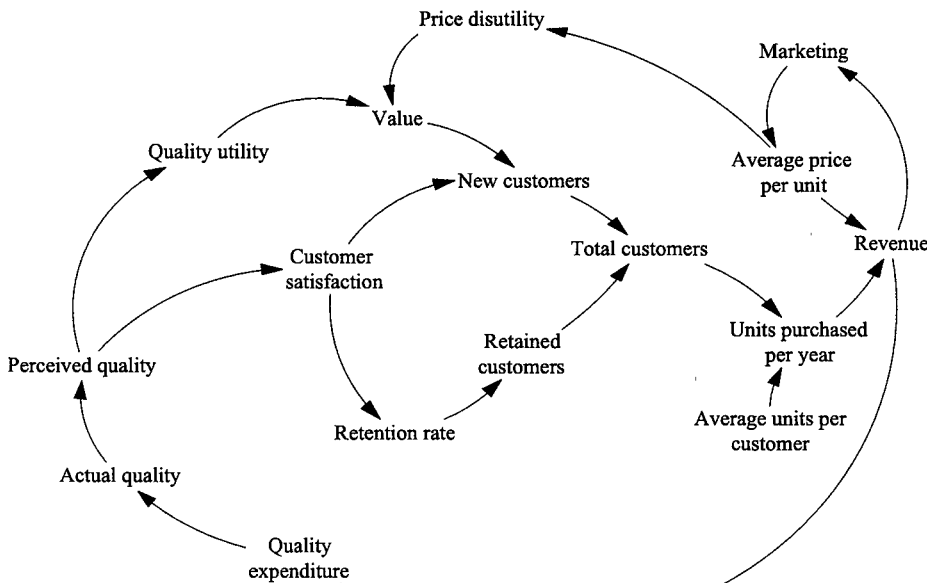 Price disutility
Marketing
Value
Quality utility
Average price
per unit
New customers
Revenue
Total customers
Customer
satisfaction
Units purchased
per year
Retained
customers
Perceived quality
Average units per
customer
Retention rate
Actual quality
Quality
expenditure